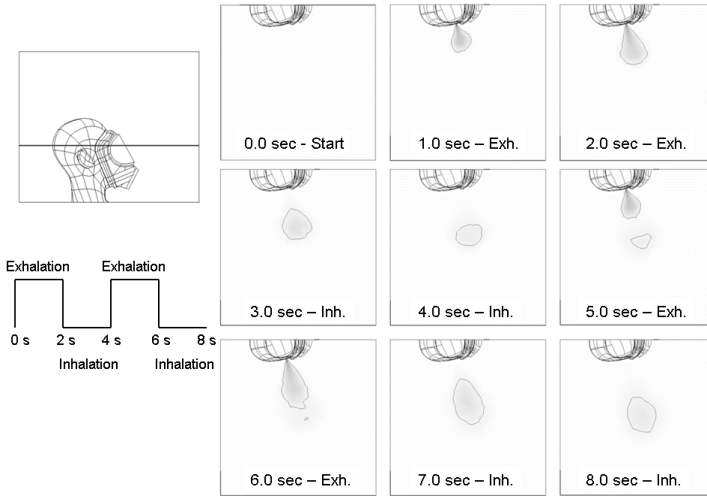 0.0 sec - Start
1.0 sec – Exh.
2.0 sec – Exh.
Exhalation Exhalation
0 s 2 s 4 s 6 s 8 s
Inhalation Inhalation
3.0 sec – Inh.
4.0 sec – Inh.
5.0 sec – Exh.
6.0 sec – Exh.
7.0 sec – Inh.
8.0 sec – Inh.